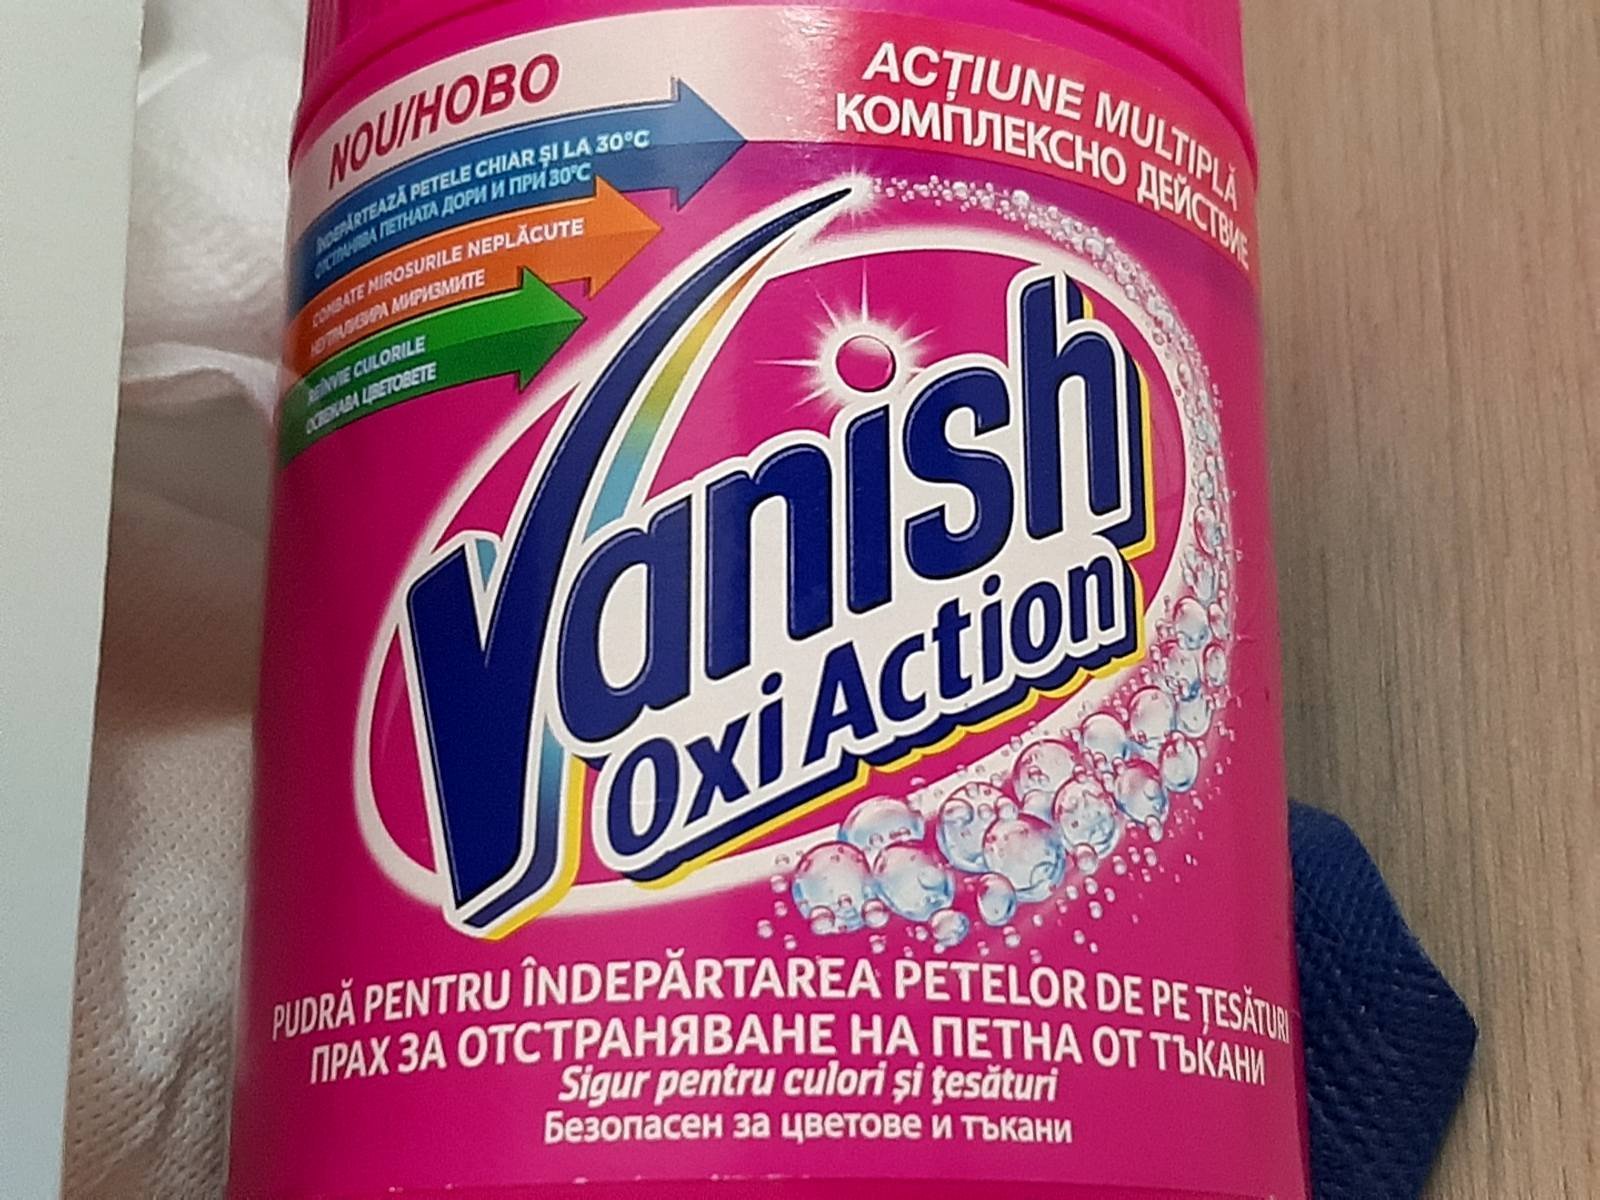 NOU/НОВО
ÎNDEPĂRTEAZĂ PETELE CHIAR ȘI LA 30°C
ОТСТРАНЯВА ПЕТНАТА ДОРИ И ПРИ 30°C
COMBATE MIROSURILE NEPLĂCUTE
НЕУТРАЛИЗИРА МИРИЗМИТЕ
REÎNVIE CULORILE
ОСВЕЖАВА ЦВЕТОВЕТЕ
ACȚIUNE MULTIPLĂ
КОМПЛЕКСНО ДЕЙСТВИЕ
Vanish
Oxi Action
PUDRĂ PENTRU ÎNDEPĂRTAREA PETELOR DE PE ȚESĂTURI
ПРАХ ЗА ОТСТРАНЯВАНЕ НА ПЕТНА ОТ ТЪКАНИ
Sigur pentru culori și țesături
Безопасен за цветове и тъкани